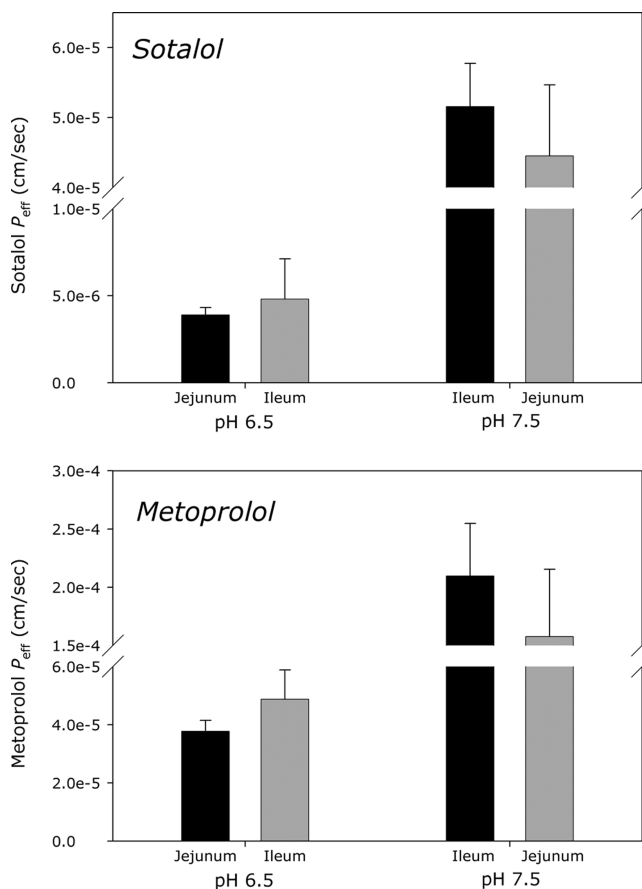 Sotalol
6.0e-5
5.0e-5
4.0e-5
1.0e-5
5.0e-6
0.0
Sotalol Peff (cm/sec)
Jejunum Ileum Ileum Jejunum
pH 6.5 pH 7.5
Metoprolol
3.0e-4
2.5e-4
2.0e-4
1.5e-4
6.0e-5
4.0e-5
2.0e-5
0.0
Metoprolol Peff (cm/sec)
Jejunum Ileum Ileum Jejunum
pH 6.5 pH 7.5